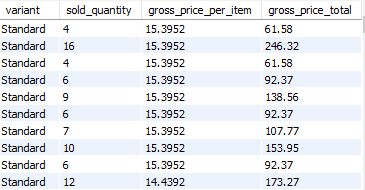 variant sold_quantity gross_price_per_item gross_price_total
Standard 4 15.3952 61.58
Standard 16 15.3952 246.32
Standard 4 15.3952 61.58
Standard 6 15.3952 92.37
Standard 9 15.3952 138.56
Standard 6 15.3952 92.37
Standard 7 15.3952 107.77
Standard 10 15.3952 153.95
Standard 6 15.3952 92.37
Standard 12 14.4392 173.27